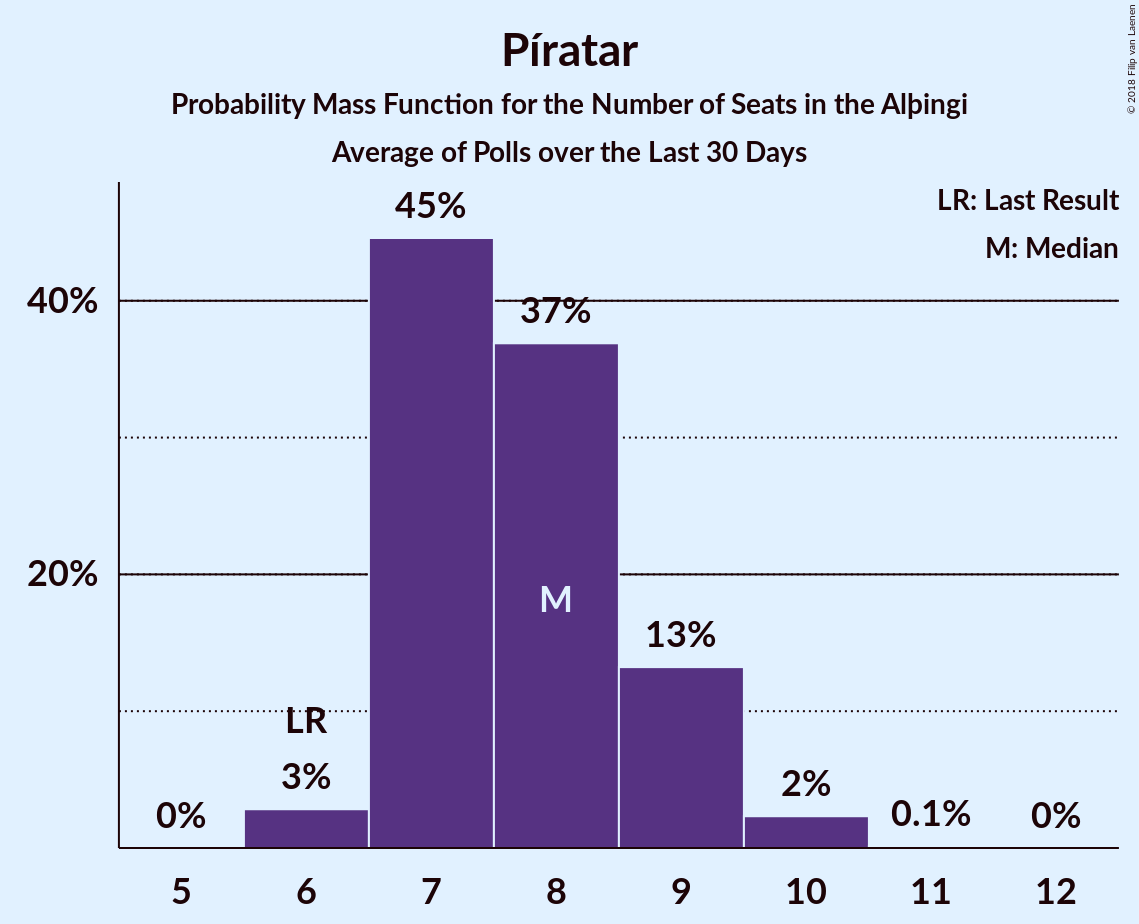 Píratar
Probability Mass Function for the Number of Seats in the Alþingi
Average of Polls over the Last 30 Days
© 2018 Filip van Laenen
LR: Last Result
M: Median
45%
40%
37%
20%
M
13%
LR
3%
2%
0%
0.1%
0%
5 6 7 8 9 10 11 12